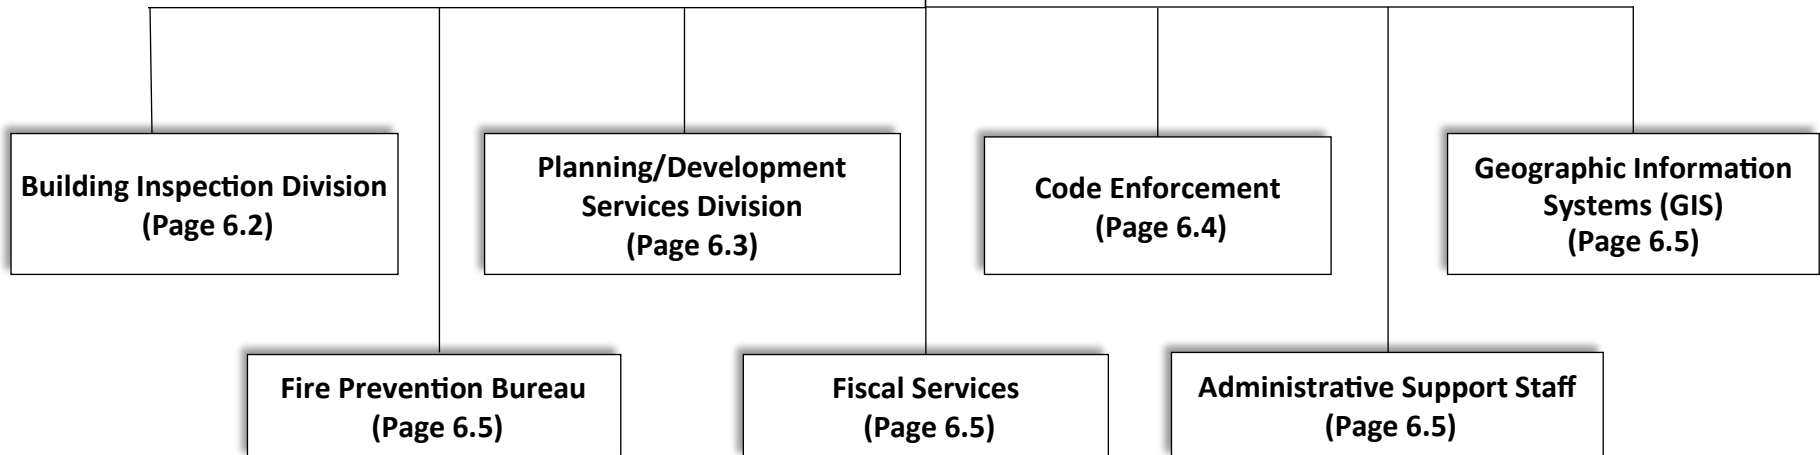 Building Inspection Division
(Page 6.2)
Planning/Development
Services Division
(Page 6.3)
Code Enforcement
(Page 6.4)
Geographic Information
Systems (GIS)
(Page 6.5)
Fire Prevention Bureau
(Page 6.5)
Fiscal Services
(Page 6.5)
Administrative Support Staff
(Page 6.5)